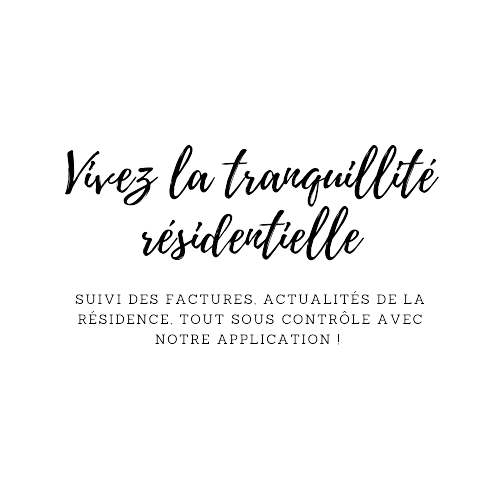 Vivez la tranquillité
résidentielle
SUIVI DES FACTURES, ACTUALITÉS DE LA
RÉSIDENCE, TOUT SOUS CONTRÔLE AVEC
NOTRE APPLICATION !